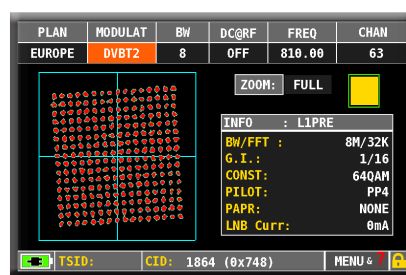 PLAN MODULAT BW DC@RF FREQ CHAN
EUROPE DVBT2 8 OFF 810.00 63
ZOOM: FULL
INFO : L1PRE
BW/FFT : 8M/32K
G.I.: 1/16
CONST: 64QAM
PILOT: PP4
PAPR: NONE
LNB Curr: 0mA
TSID: CID: 1864 (0x748) MENU & 7